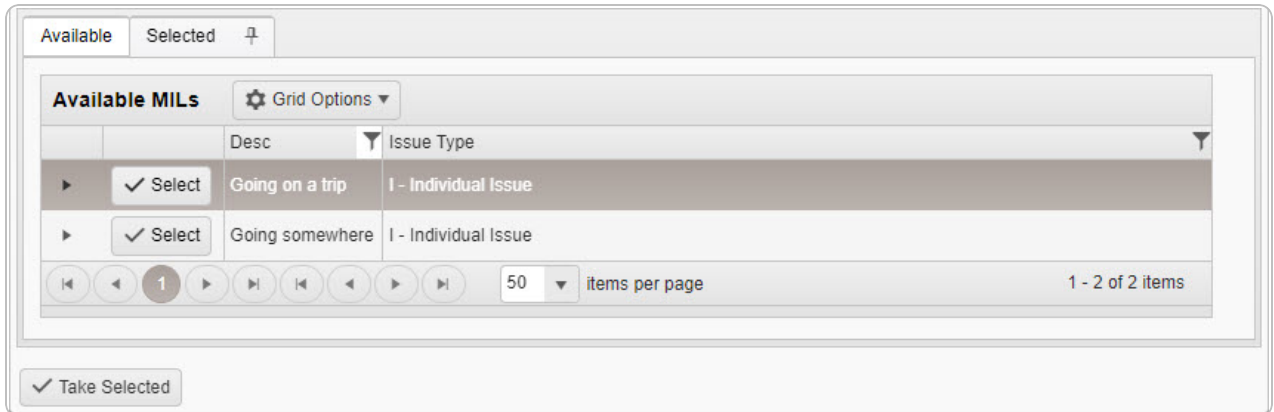 Available Selected
Available MILs Grid Options
Desc Issue Type
Select Going on a trip I - Individual Issue
Select Going somewhere I - Individual Issue
1 50 items per page 1 - 2 of 2 items
Take Selected